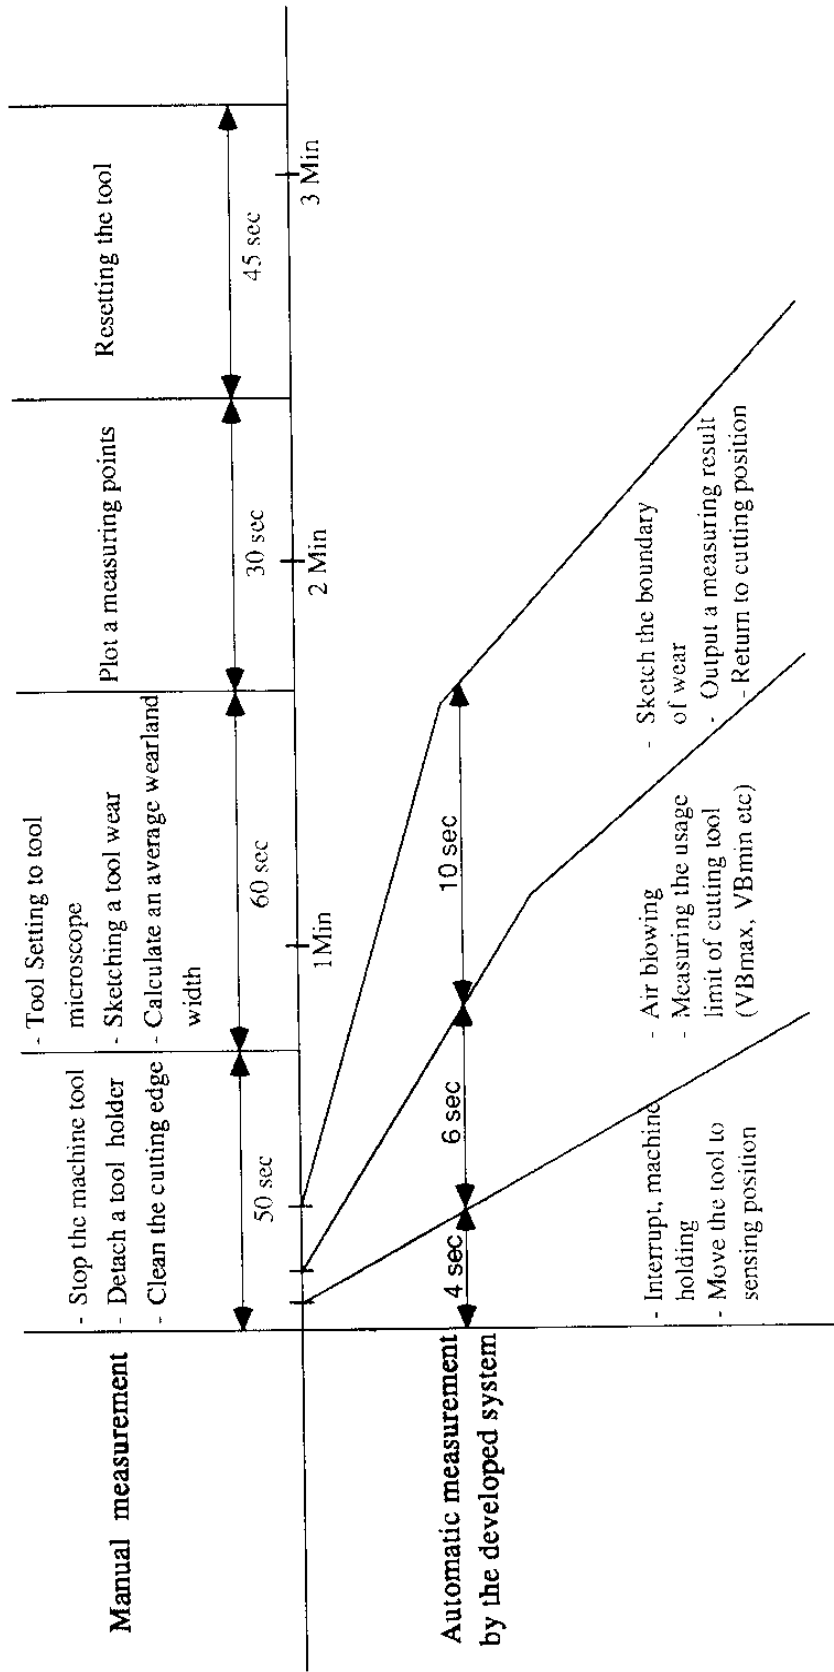 Manual measurement
- Stop the machine tool
- Detach a tool holder
- Clean the cutting edge
50 sec
- Tool Setting to tool
microscope
- Sketching a tool wear
- Calculate an average wearland
width
60 sec
Plot a measuring points
30 sec
Resetting the tool
45 sec
1Min
2 Min
3 Min
Automatic measurement
by the developed system
4 sec
6 sec
10 sec
- Interrupt, machine
holding
- Move the tool to
sensing position
- Air blowing
- Measuring the usage
limit of cutting tool
(VBmax, VBmin etc)
- Sketch the boundary
of wear
- Output a measuring result
- Return to cutting position